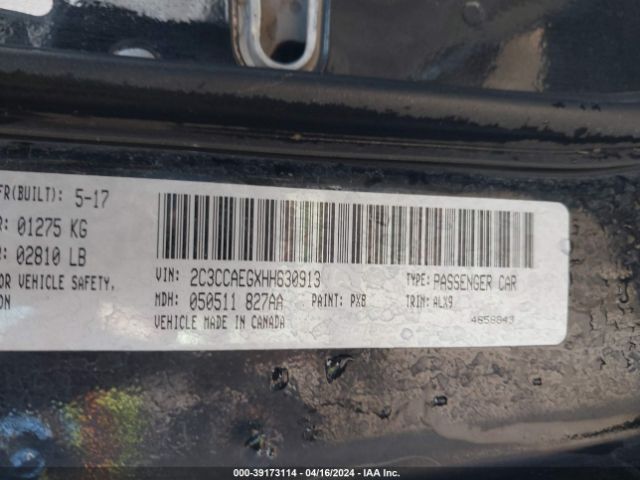 FR(BUILT): 5-17
R: 01275 KG
R: 02810 LB
OR VEHICLE SAFETY,
ON
VIN: 2C3CCAEGXHH630913
TYPE: PASSENGER CAR
MDH: 050511 827AA
PAINT: PX8
TRIM: ALX9
VEHICLE MADE IN CANADA
4658843
000-39173114 - 04/16/2024 - IAA Inc.